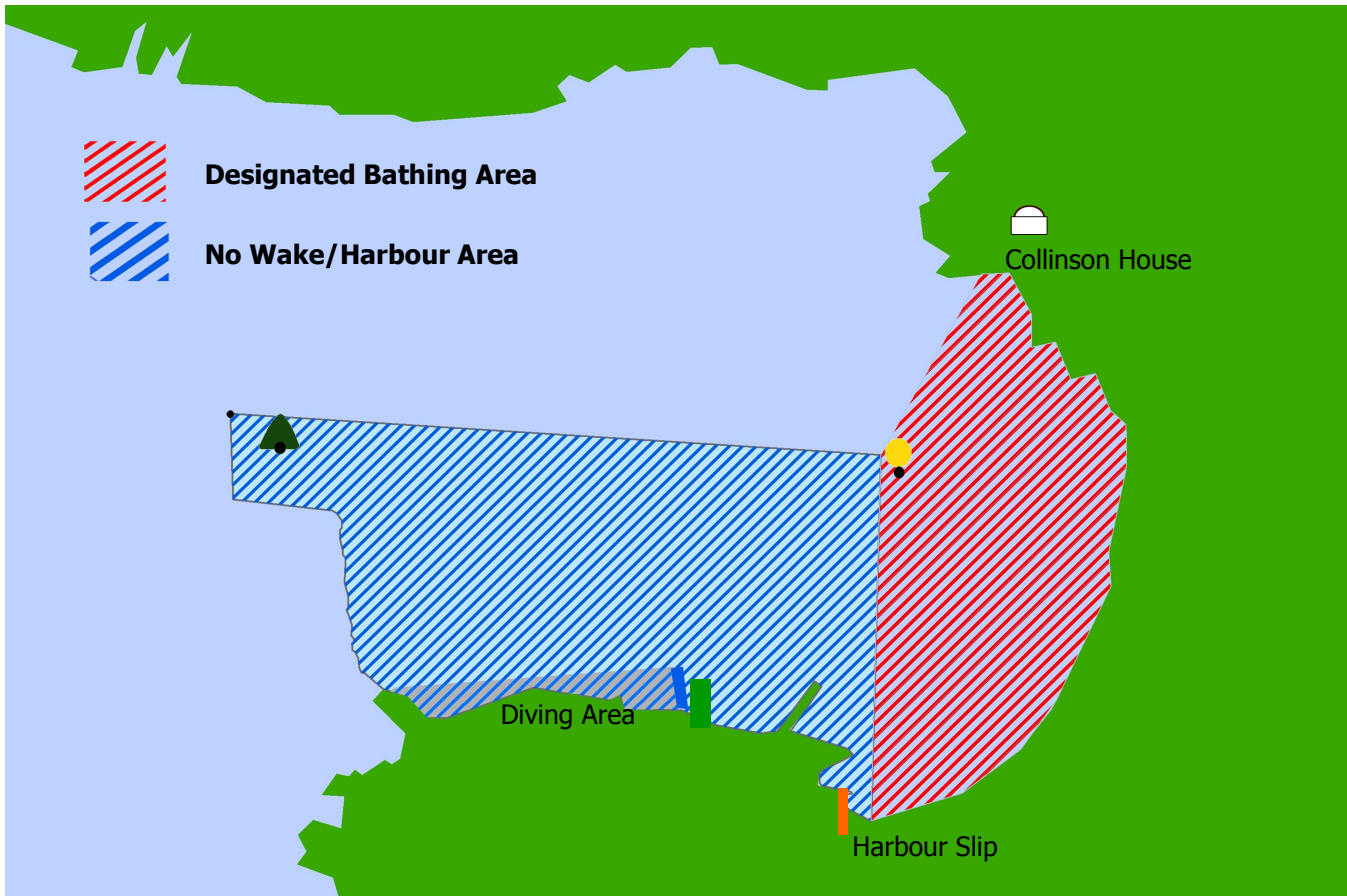 Designated Bathing Area
No Wake/Harbour Area
Collinson House
Diving Area
Harbour Slip